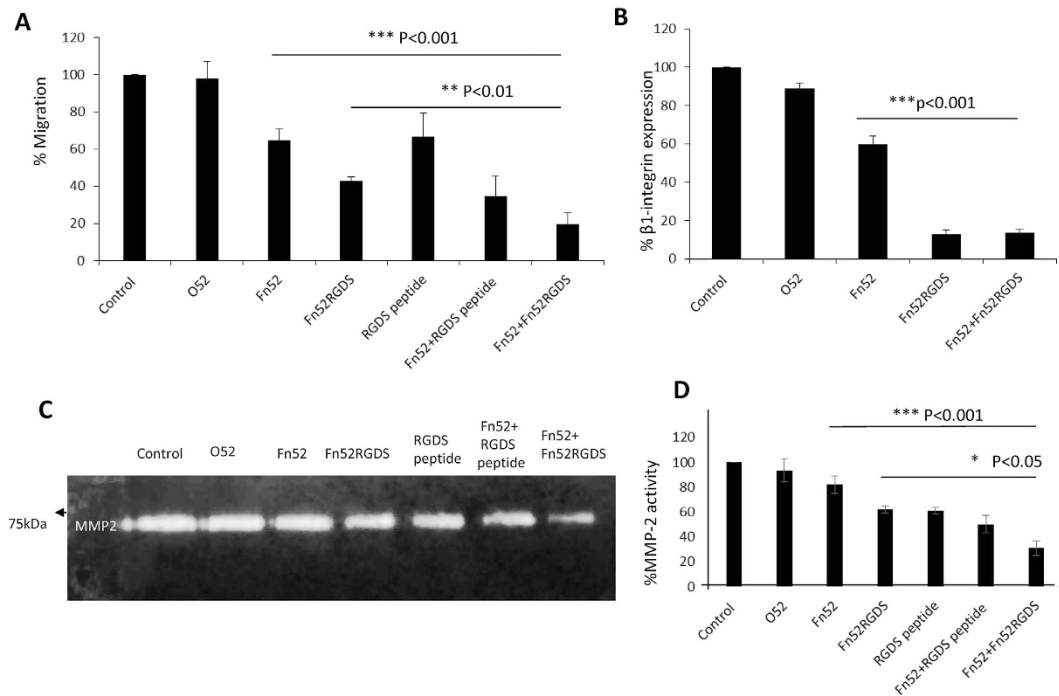 A
*** P<0.001
** P<0.01
% Migration
120
100
80
60
40
20
0
Control
O52
Fn52
Fn52RGDS
RGDS peptide
Fn52+RGDS peptide
Fn52+Fn52RGDS
B
***p<0.001
% β1-integrin expression
120
100
80
60
40
20
0
Control
O52
Fn52
Fn52RGDS
Fn52+Fn52RGDS
C
Control
O52
Fn52
Fn52RGDS
RGDS
peptide
Fn52+
RGDS
peptide
Fn52+
Fn52RGDS
75kDa
MMP2
D
*** P<0.001
* P<0.05
%MMP-2 activity
120
100
80
60
40
20
0
Control
O52
Fn52
Fn52RGDS
RGDS peptide
Fn52+RGDS peptide
Fn52+Fn52RGDS